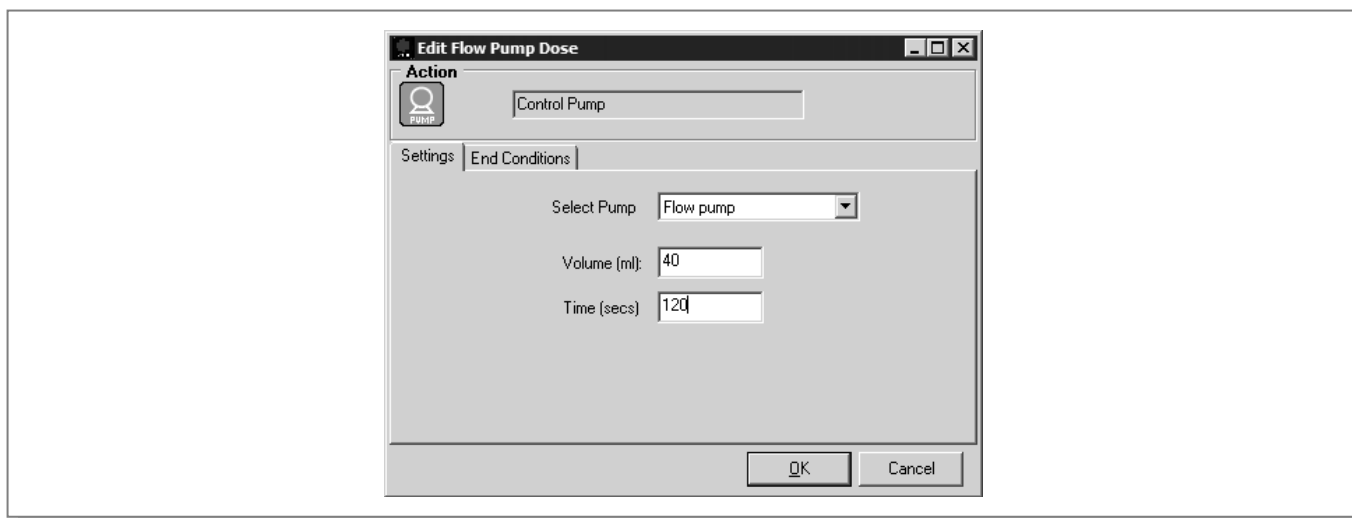 Edit Flow Pump Dose
Action
PUMP
Control Pump
Settings End Conditions
Select Pump Flow pump
Volume (ml): 40
Time (secs) 120
OK Cancel